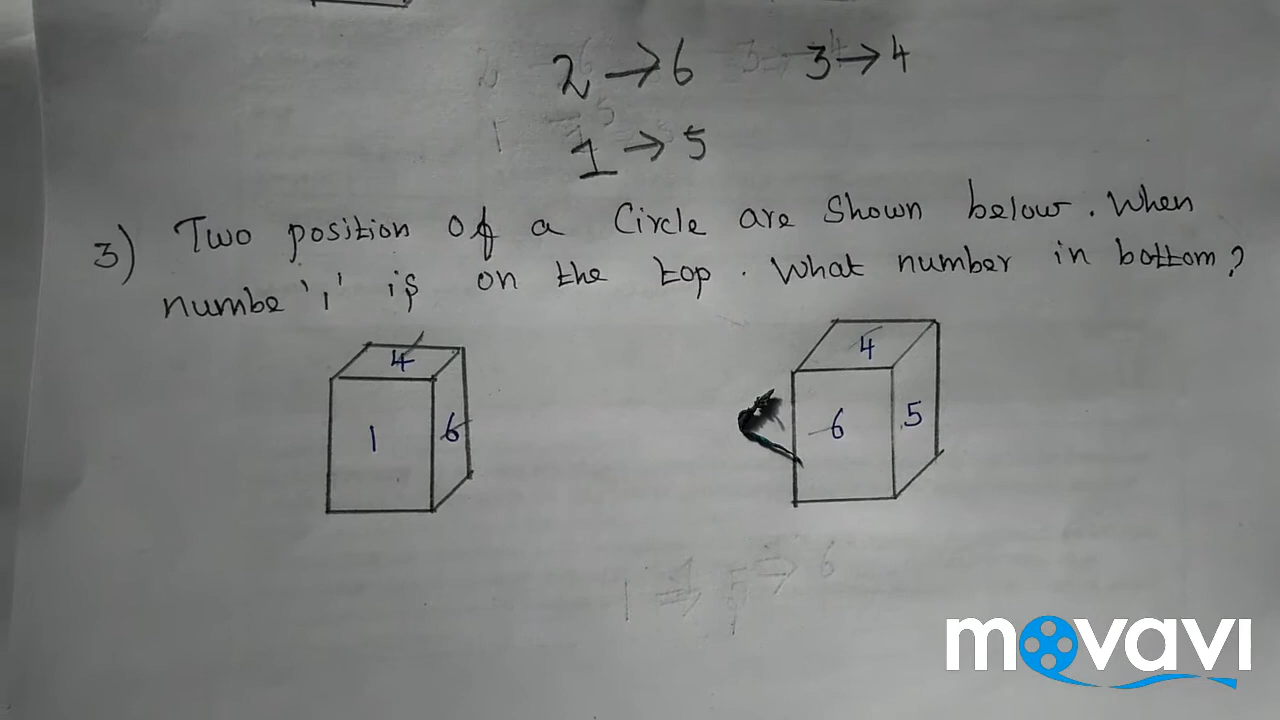 2 → 6 3 → 4
1 → 5
3) Two position of a Circle are shown below. When
numbe '1' is on the top. What number in bottom?
4 4
1 6 6 5
movavi